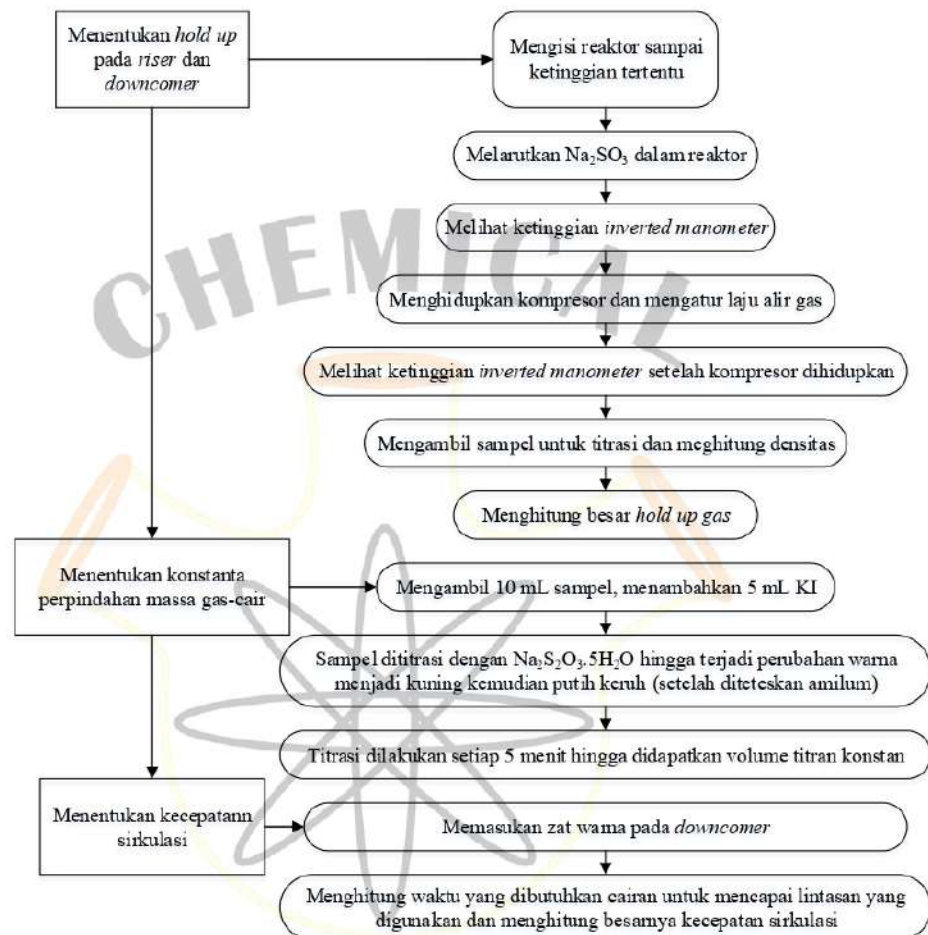 Menentukan hold up
pada riser dan
downcomer
Mengisi reaktor sampai
ketinggian tertentu
Melarutkan Na₂SO₃ dalam reaktor
Melihat ketinggian inverted manometer
Menghidupkan kompresor dan mengatur laju alir gas
Melihat ketinggian inverted manometer setelah kompresor dihidupkan
Mengambil sampel untuk titrasi dan meghitung densitas
Menghitung besar hold up gas
Menentukan konstanta
perpindahan massa gas-cair
Mengambil 10 mL sampel, menambahkan 5 mL KI
Sampel dititrasi dengan Na₂S₂O₃.5H₂O hingga terjadi perubahan warna
menjadi kuning kemudian putih keruh (setelah diteteskan amilum)
Titrasi dilakukan setiap 5 menit hingga didapatkan volume titran konstan
Menentukan kecepatann
sirkulasi
Memasukan zat warna pada downcomer
Menghitung waktu yang dibutuhkan cairan untuk mencapai lintasan yang
digunakan dan menghitung besarnya kecepatan sirkulasi
CHEMICAL